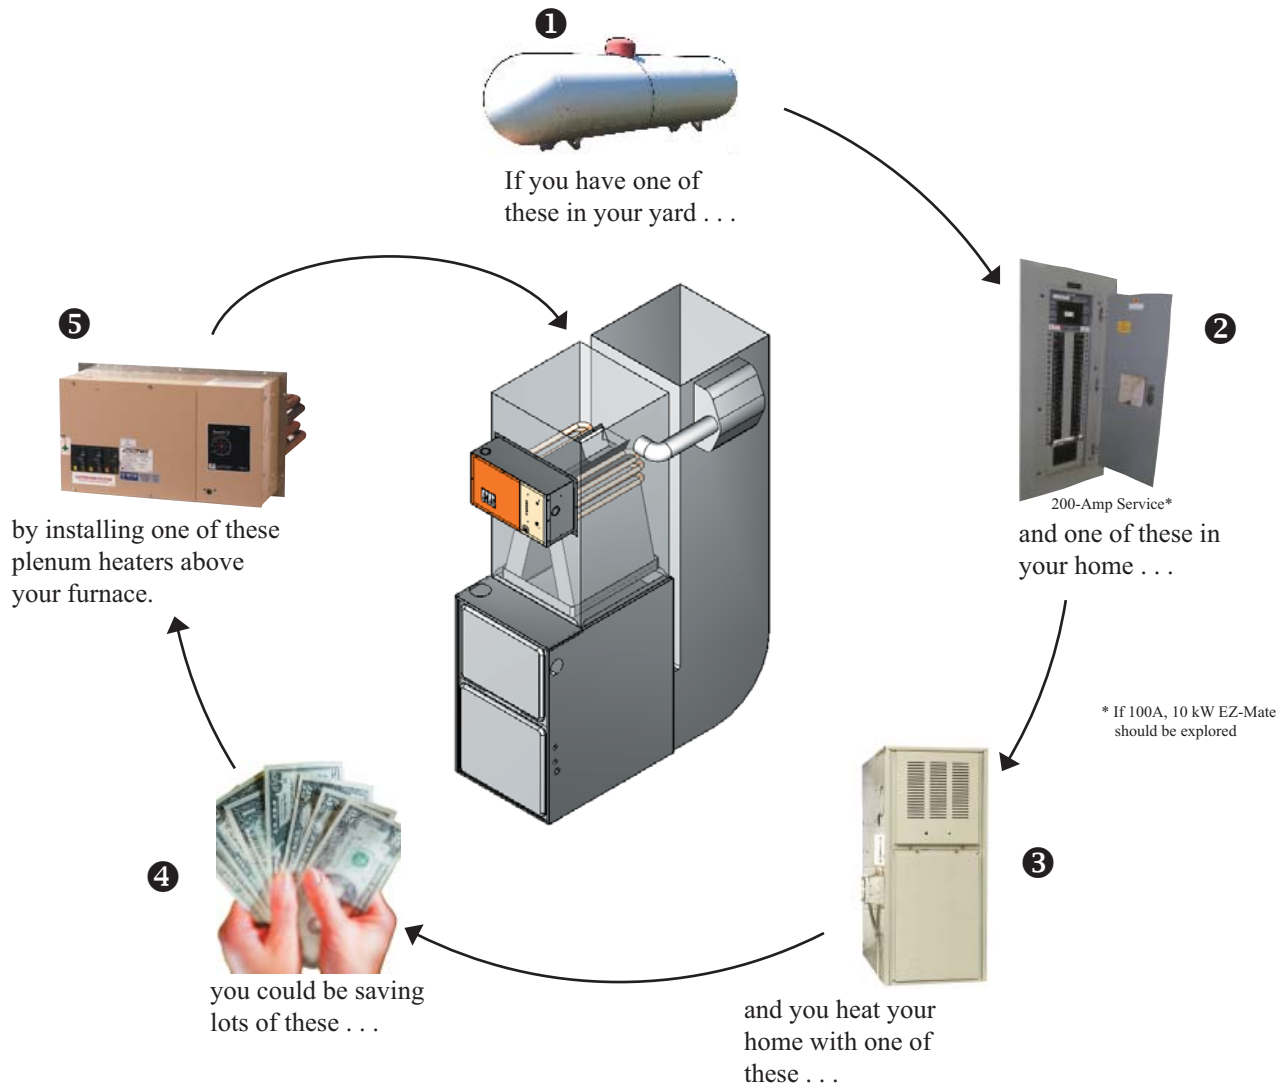 ❶
If you have one of
these in your yard . . .
❷
200-Amp Service*
and one of these in
your home . . .
* If 100A, 10 kW EZ-Mate
should be explored
❸
and you heat your
home with one of
these . . .
❹
you could be saving
lots of these . . .
❺
by installing one of these
plenum heaters above
your furnace.